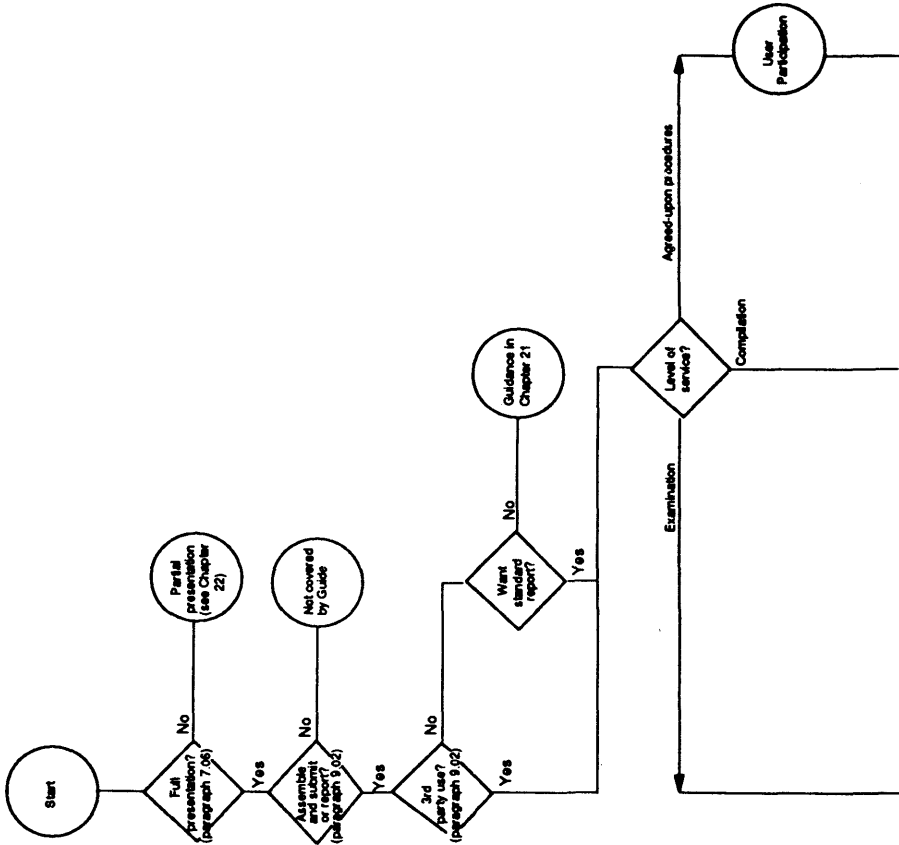 Start
Full
presentation?
(paragraph 7.06)
No
Partial
presentation
(see Chapter
22)
Yes
Assemble
and submit
or report?
(paragraph 9.02)
No
Not covered
by Guide
Yes
3rd
party use?
(paragraph 9.02)
No
Want
standard
report?
No
Guidance in
Chapter 21
Yes
Yes
Level of
service?
Examination
Compilation
Agreed-upon procedures
User
Participation